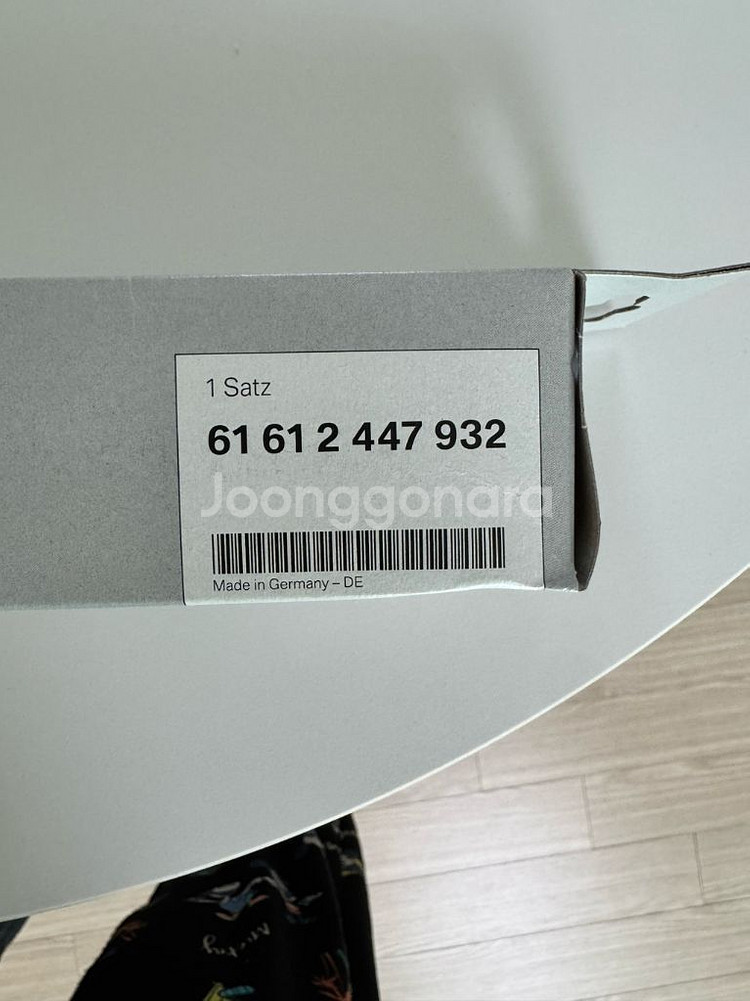 1 Satz
61 61 2 447 932
Joonggonara
Made in Germany – DE